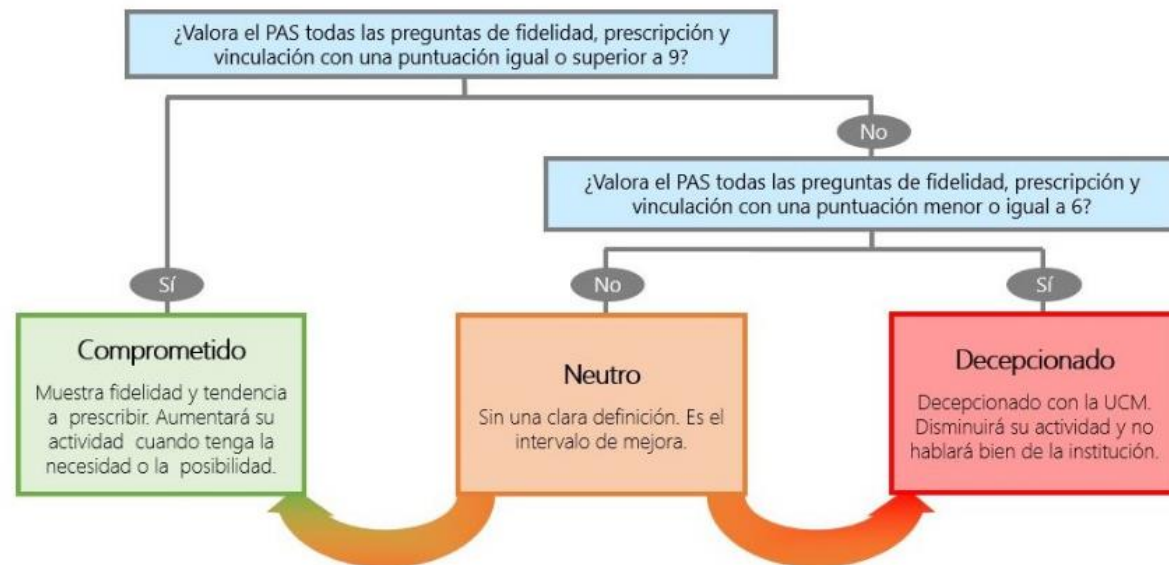 ¿Valora el PAS todas las preguntas de fidelidad, prescripción y
vinculación con una puntuación igual o superior a 9?
No
¿Valora el PAS todas las preguntas de fidelidad, prescripción y
vinculación con una puntuación menor o igual a 6?
Sí
No
Sí
Comprometido
Muestra fidelidad y tendencia
a prescribir. Aumentará su
actividad cuando tenga la
necesidad o la posibilidad.
Neutro
Sin una clara definición. Es el
intervalo de mejora.
Decepcionado
Decepcionado con la UCM.
Disminuirá su actividad y no
hablará bien de la institución.